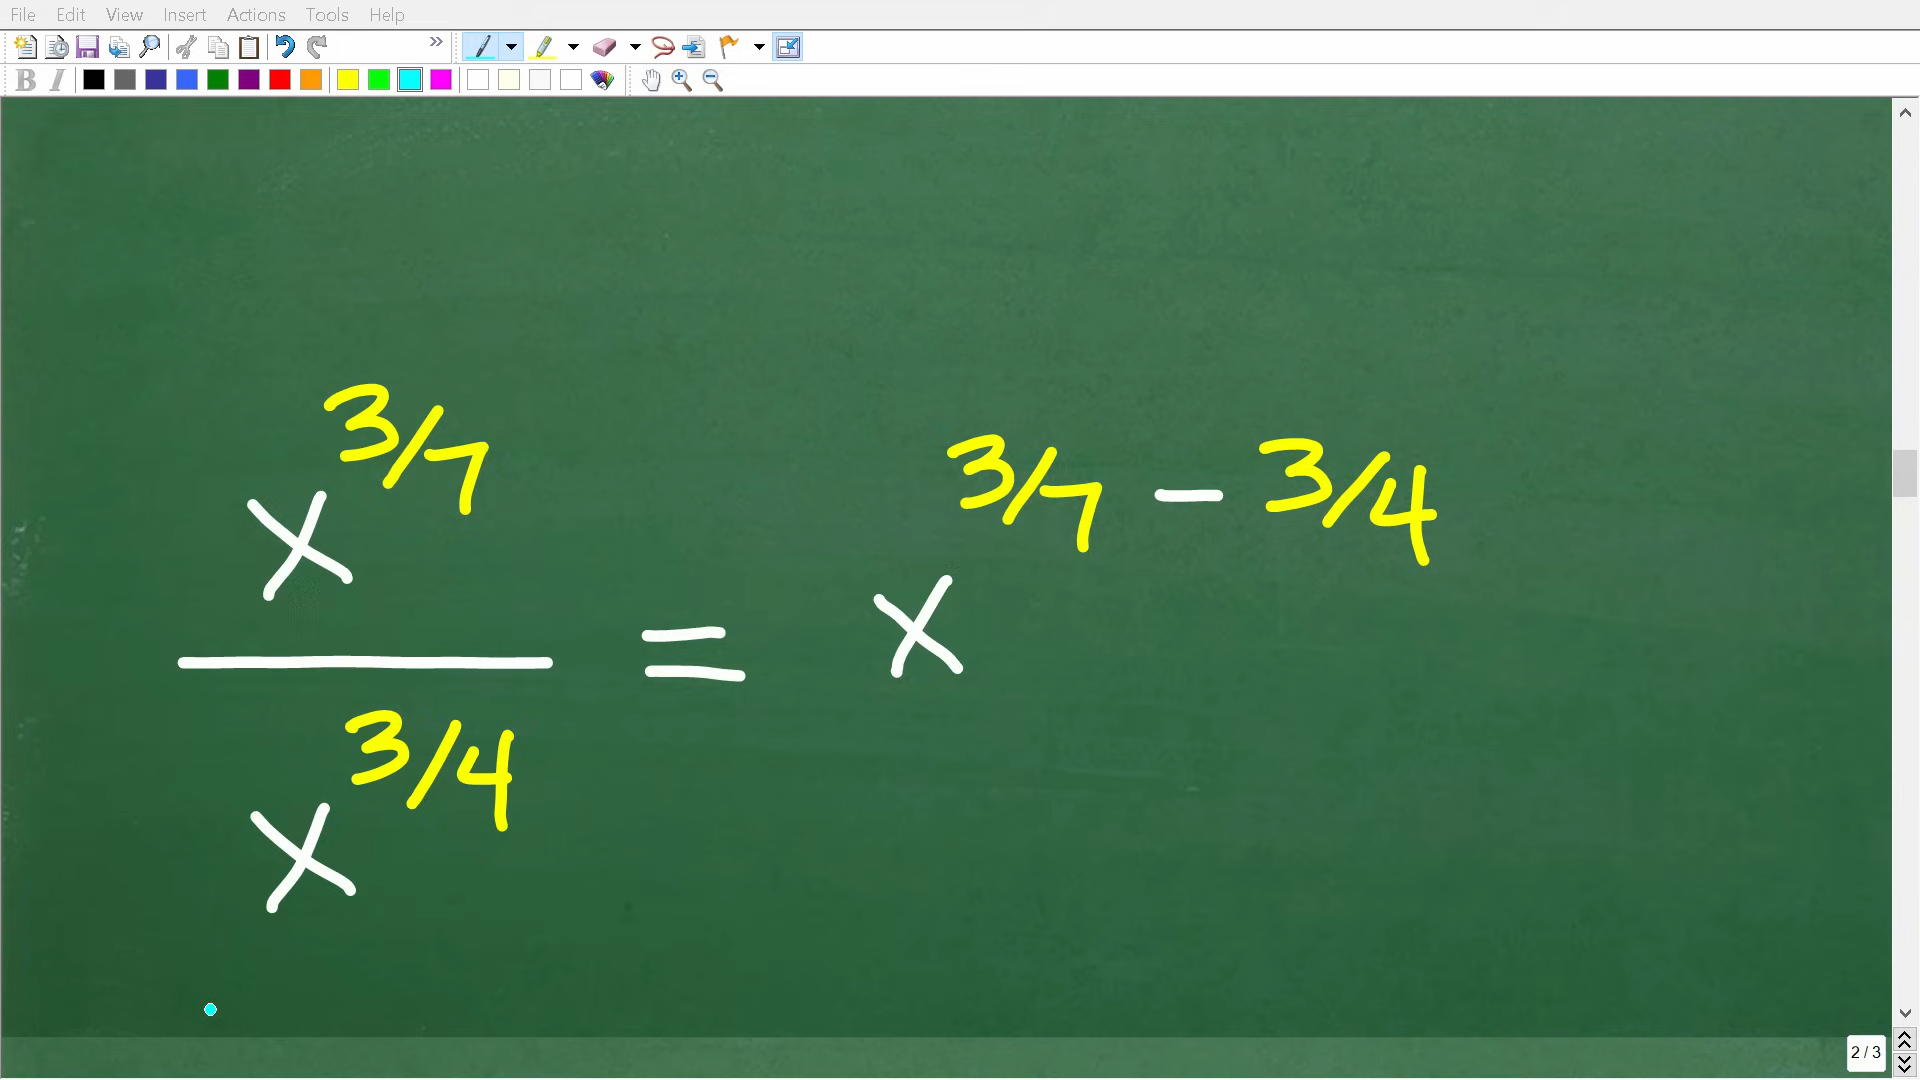 File Edit View Insert Actions Tools Help
B I
x^3/7 / x^3/4 = x^3/7 - 3/4
2 / 3